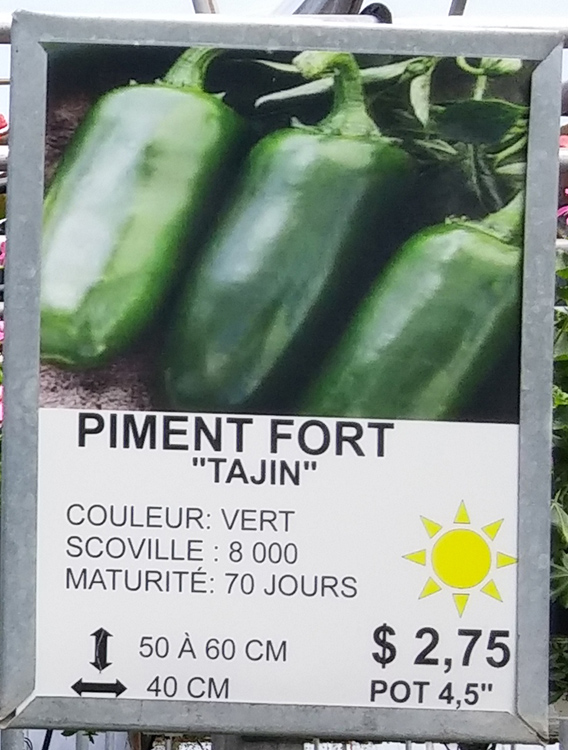 PIMENT FORT
"TAJIN"
COULEUR: VERT
SCOVILLE : 8 000
MATURITÉ: 70 JOURS
50 À 60 CM
$ 2,75
40 CM
POT 4,5"